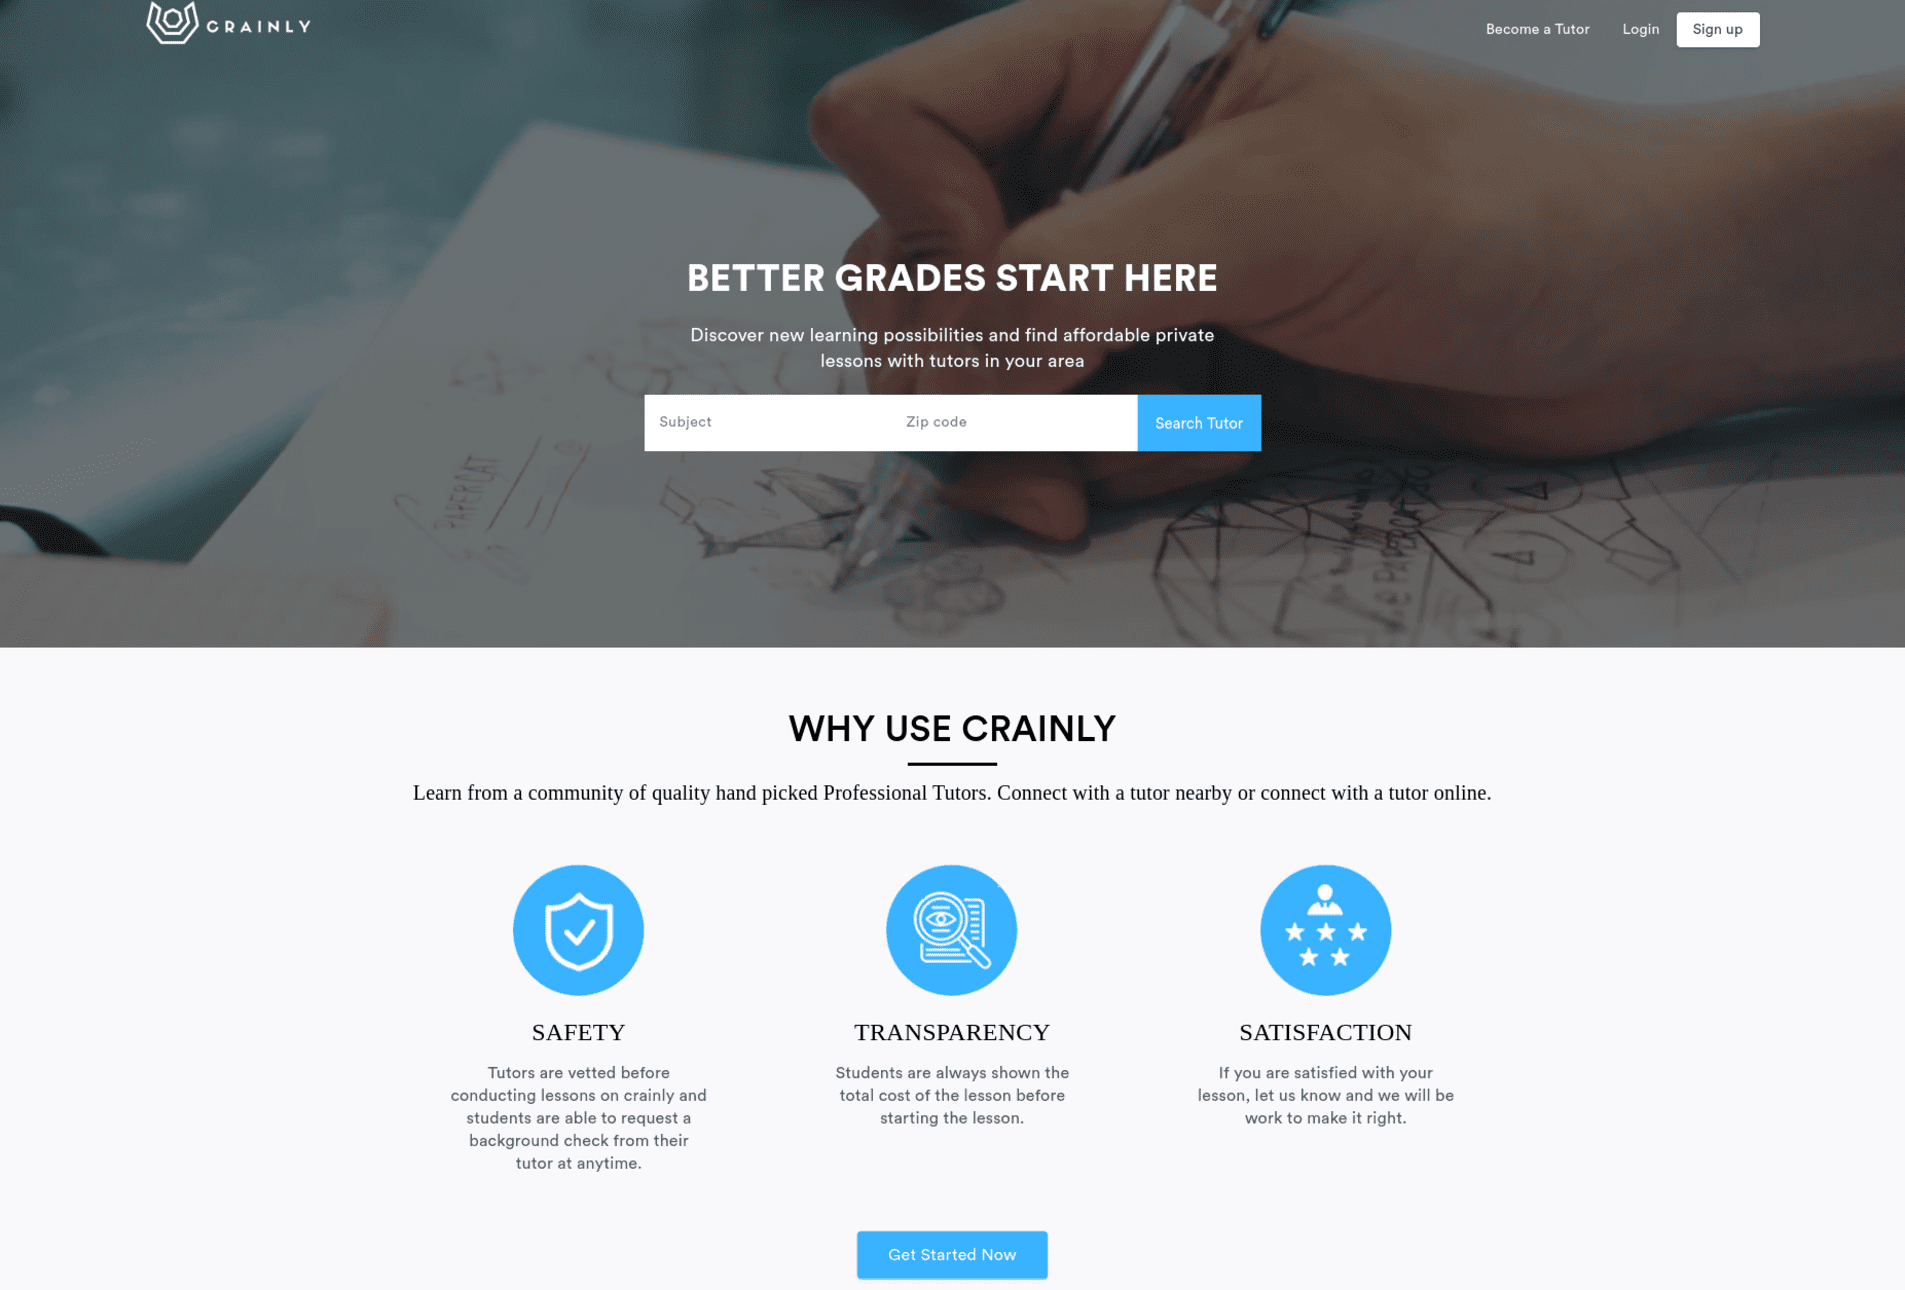 CRAINLY
Become a Tutor
Login
Sign up
BETTER GRADES START HERE
Discover new learning possibilities and find affordable private
lessons with tutors in your area
Subject
Zip code
Search Tutor
PAPERCAT
PAPERCAT
WHY USE CRAINLY
Learn from a community of quality hand picked Professional Tutors. Connect with a tutor nearby or connect with a tutor online.
SAFETY
Tutors are vetted before
conducting lessons on crainly and
students are able to request a
background check from their
tutor at anytime.
TRANSPARENCY
Students are always shown the
total cost of the lesson before
starting the lesson.
SATISFACTION
If you are satisfied with your
lesson, let us know and we will be
work to make it right.
Get Started Now